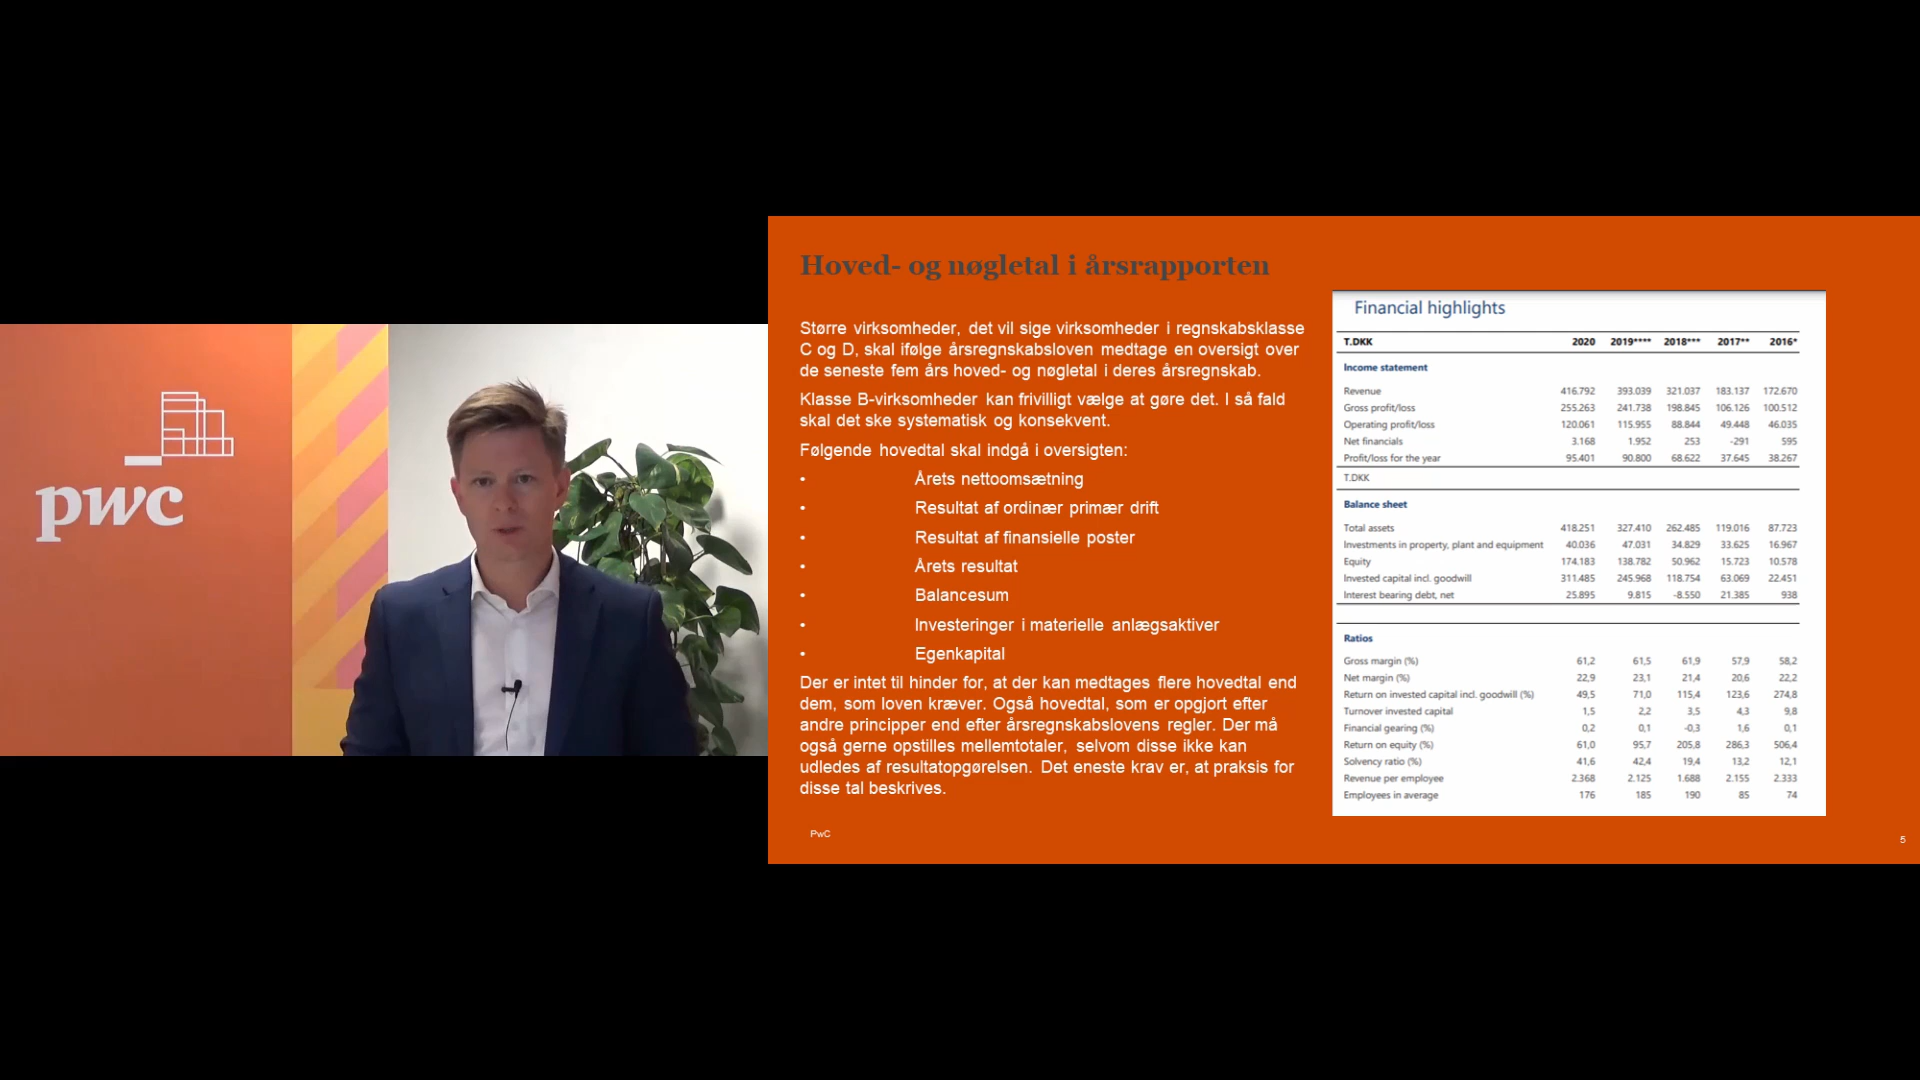 pwc
Hoved- og nøgletal i årsrapporten
Større virksomheder, det vil sige virksomheder i regnskabsklasse
C og D, skal ifølge årsregnskabsloven medtage en oversigt over
de seneste fem års hoved- og nøgletal i deres årsregnskab.
Klasse B-virksomheder kan frivilligt vælge at gøre det. I så fald
skal det ske systematisk og konsekvent.
Følgende hovedtal skal indgå i oversigten:
• Årets nettoomsætning
• Resultat af ordinær primær drift
• Resultat af finansielle poster
• Årets resultat
• Balancesum
• Investeringer i materielle anlægsaktiver
• Egenkapital
Der er intet til hinder for, at der kan medtages flere hovedtal end
dem, som loven kræver. Også hovedtal, som er opgjort efter
andre principper end efter årsregnskabslovens regler. Der må
også gerne opstilles mellemtotaler, selvom disse ikke kan
udledes af resultatopgørelsen. Det eneste krav er, at praksis for
disse tal beskrives.
Financial highlights
T.DKK 2020 2019**** 2018*** 2017** 2016*
Income statement
Revenue 416.792 393.039 321.037 183.137 172.670
Gross profit/loss 255.263 241.738 198.845 106.126 100.512
Operating profit/loss 120.061 115.955 88.844 49.448 46.035
Net financials 3.168 1.952 253 -291 595
Profit/loss for the year 95.401 90.800 68.622 37.645 38.267
T.DKK
Balance sheet
Total assets 418.251 327.410 262.485 119.016 87.723
Investments in property, plant and equipment 40.036 47.031 34.829 33.625 16.967
Equity 174.183 138.782 50.962 15.723 10.578
Invested capital incl. goodwill 311.485 245.968 118.754 63.069 22.451
Interest bearing debt, net 25.895 9.815 -8.550 21.385 938
Ratios
Gross margin (%) 61,2 61,5 61,9 57,9 58,2
Net margin (%) 22,9 23,1 21,4 20,6 22,2
Return on invested capital incl. goodwill (%) 49,5 71,0 115,4 123,6 274,8
Turnover invested capital 1,5 2,2 3,5 4,3 9,8
Financial gearing (%) 0,2 0,1 -0,3 1,6 0,1
Return on equity (%) 61,0 95,7 205,8 286,3 506,4
Solvency ratio (%) 41,6 42,4 19,4 13,2 12,1
Revenue per employee 2.368 2.125 1.688 2.155 2.333
Employees in average 176 185 190 85 74
PwC
5